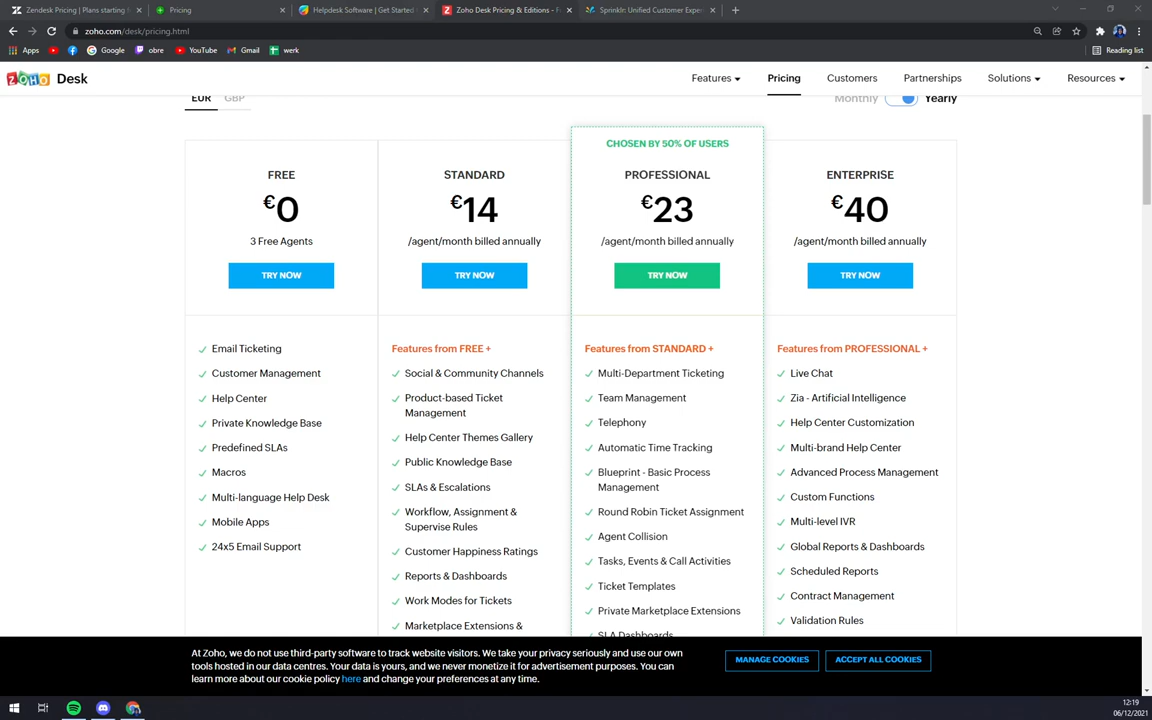 Zendesk Pricing | Plans starting f
Pricing
Helpdesk Software | Get Started
Zoho Desk Pricing & Editions - F
Sprinklr: Unified Customer Exper
zoho.com/desk/pricing.html
Reading list
Apps
YouTube
Google
obre
YouTube
Gmail
werk
ZOHO Desk
Features
Pricing
Customers
Partnerships
Solutions
Resources
EUR
GBP
Monthly
Yearly
CHOSEN BY 50% OF USERS
FREE
€0
3 Free Agents
TRY NOW
Email Ticketing
Customer Management
Help Center
Private Knowledge Base
Predefined SLAs
Macros
Multi-language Help Desk
Mobile Apps
24x5 Email Support
STANDARD
€14
/agent/month billed annually
TRY NOW
Features from FREE +
Social & Community Channels
Product-based Ticket
Management
Help Center Themes Gallery
Public Knowledge Base
SLAs & Escalations
Workflow, Assignment &
Supervise Rules
Customer Happiness Ratings
Reports & Dashboards
Work Modes for Tickets
Marketplace Extensions &
PROFESSIONAL
€23
/agent/month billed annually
TRY NOW
Features from STANDARD +
Multi-Department Ticketing
Team Management
Telephony
Automatic Time Tracking
Blueprint - Basic Process
Management
Round Robin Ticket Assignment
Agent Collision
Tasks, Events & Call Activities
Ticket Templates
Private Marketplace Extensions
SLA Dashboards
ENTERPRISE
€40
/agent/month billed annually
TRY NOW
Features from PROFESSIONAL +
Live Chat
Zia - Artificial Intelligence
Help Center Customization
Multi-brand Help Center
Advanced Process Management
Custom Functions
Multi-level IVR
Global Reports & Dashboards
Scheduled Reports
Contract Management
Validation Rules
At Zoho, we do not use third-party software to track website visitors. We take your privacy seriously and use our own
tools hosted in our data centres. Your data is yours, and we never monetize it for advertisement purposes. You can
learn more about our cookie policy here and change your preferences at any time.
MANAGE COOKIES
ACCEPT ALL COOKIES
12:19
06/12/2021